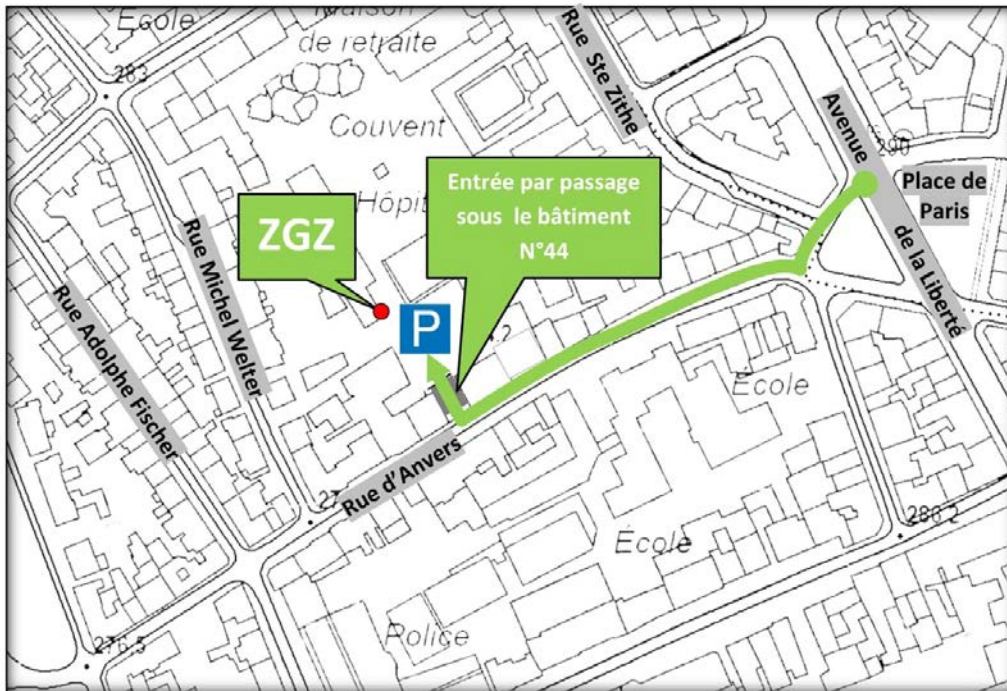 École
Maison
de retraite
283
Rue Ste Zithe
Avenue
de la Liberté
290
Place de
Paris
Couvent
Entrée par passage
sous le bâtiment
N°44
ZGZ
P
Rue Michel Welter
Rue Adolphe Fischer
École
Rue d'Anvers
286.2
École
Police
276,5